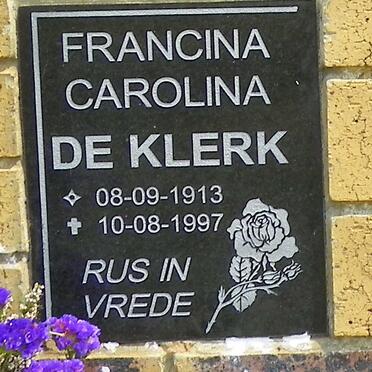 FRANCINA
CAROLINA
DE KLERK
08-09-1913
10-08-1997
RUS IN
VREDE